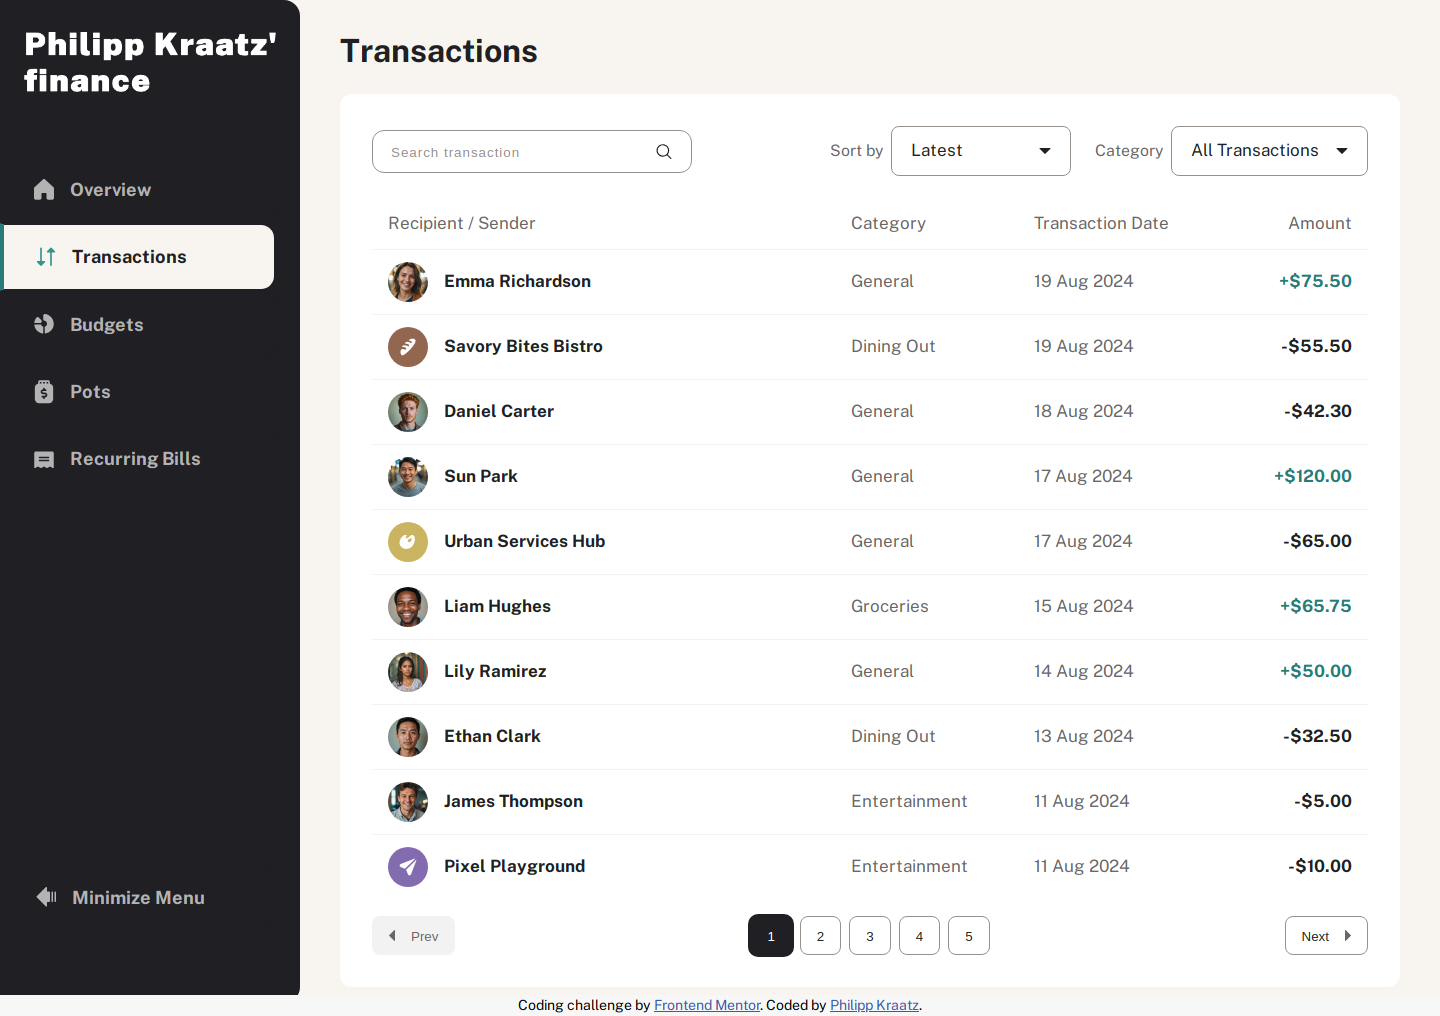 Philipp Kraatz'
finance
Overview
Transactions
Budgets
Pots
Recurring Bills
Minimize Menu
Transactions
Search transaction
Sort by
Latest
Category
All Transactions
Recipient / Sender Category Transaction Date Amount
Emma Richardson General 19 Aug 2024 +$75.50
Savory Bites Bistro Dining Out 19 Aug 2024 -$55.50
Daniel Carter General 18 Aug 2024 -$42.30
Sun Park General 17 Aug 2024 +$120.00
Urban Services Hub General 17 Aug 2024 -$65.00
Liam Hughes Groceries 15 Aug 2024 +$65.75
Lily Ramirez General 14 Aug 2024 +$50.00
Ethan Clark Dining Out 13 Aug 2024 -$32.50
James Thompson Entertainment 11 Aug 2024 -$5.00
Pixel Playground Entertainment 11 Aug 2024 -$10.00
Prev 1 2 3 4 5 Next
Coding challenge by Frontend Mentor. Coded by Philipp Kraatz.